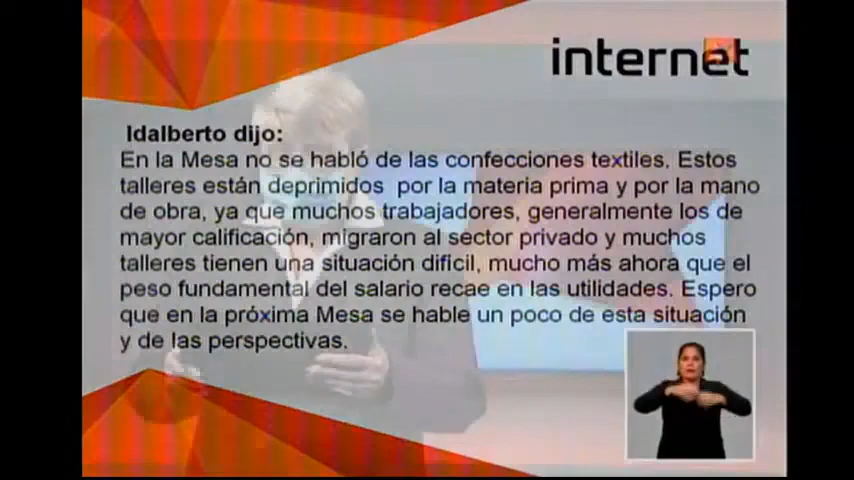 internet
Idalberto dijo:
En la Mesa no se habló de las confecciones textiles. Estos
talleres están deprimidos por la materia prima y por la mano
de obra, ya que muchos trabajadores, generalmente los de
mayor calificación, migraron al sector privado y muchos
talleres tienen una situación dificil, mucho más ahora que el
peso fundamental del salario recae en las utilidades. Espero
que en la próxima Mesa se hable un poco de esta situación
y de las perspectivas.